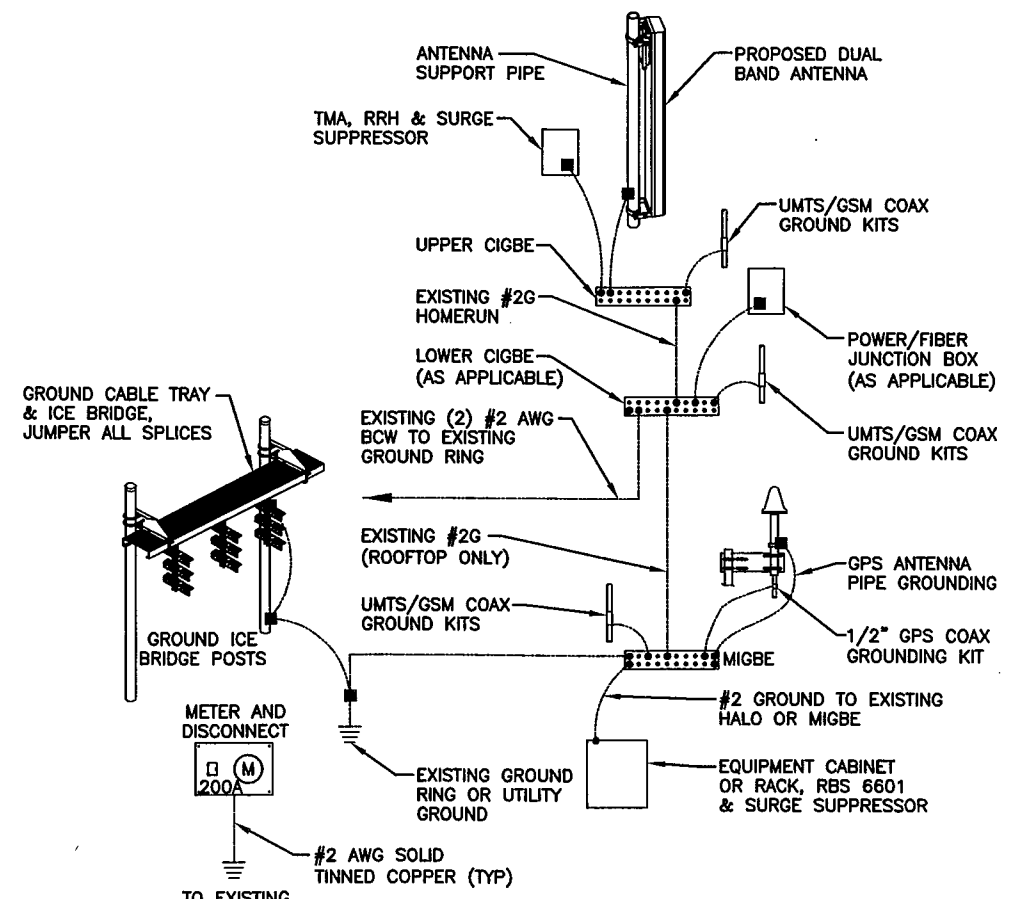 ANTENNA
SUPPORT PIPE
PROPOSED DUAL
BAND ANTENNA
TMA, RRH & SURGE
SUPPRESSOR
UMTS/GSM COAX
GROUND KITS
UPPER CIGBE
EXISTING #2G
HOMERUN
POWER/FIBER
JUNCTION BOX
(AS APPLICABLE)
LOWER CIGBE
(AS APPLICABLE)
GROUND CABLE TRAY
& ICE BRIDGE,
JUMPER ALL SPLICES
EXISTING (2) #2 AWG
BCW TO EXISTING
GROUND RING
UMTS/GSM COAX
GROUND KITS
EXISTING #2G
(ROOFTOP ONLY)
GPS ANTENNA
PIPE GROUNDING
UMTS/GSM COAX
GROUND KITS
1/2" GPS COAX
GROUNDING KIT
GROUND ICE
BRIDGE POSTS
MIGBE
#2 GROUND TO EXISTING
HALO OR MIGBE
METER AND
DISCONNECT
M
200A
EXISTING GROUND
RING OR UTILITY
GROUND
EQUIPMENT CABINET
OR RACK, RBS 6601
& SURGE SUPPRESSOR
#2 AWG SOLID
TINNED COPPER (TYP)
TO EXISTING